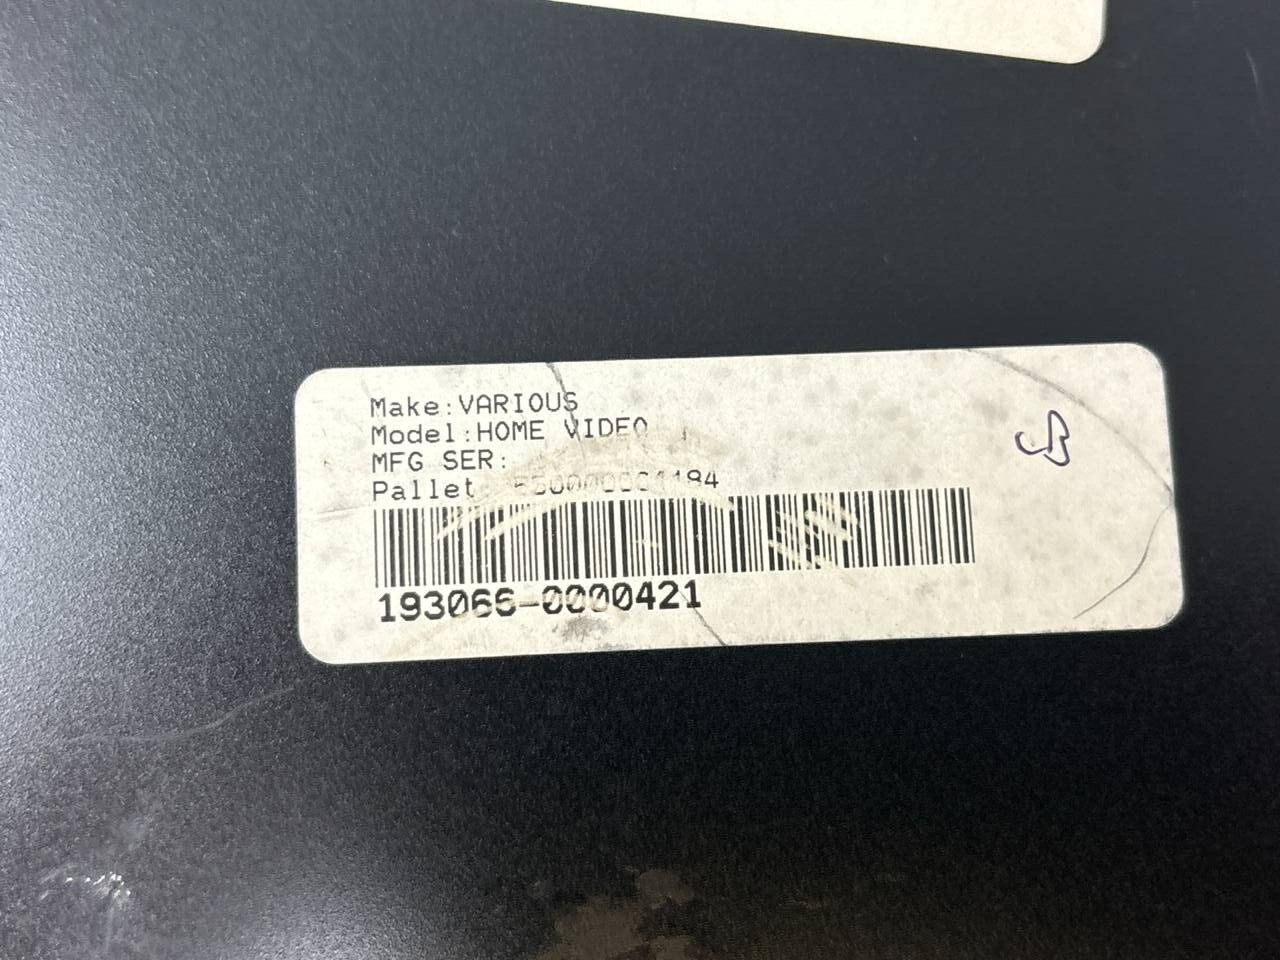 Make:VARIOUS
Model:HOME VIDEO
MFG SER:
Pallet:
193066-0000421